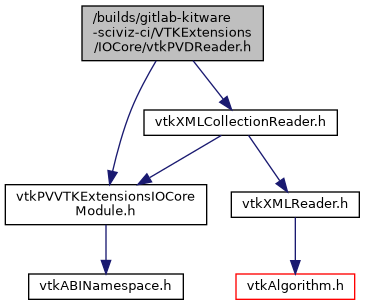 /builds/gitlab-kitware
-sciviz-ci/VTKExtensions
/IOCore/vtkPVDReader.h
vtkXMLCollectionReader.h
vtkPVVTKExtensionsIOCore
Module.h
vtkXMLReader.h
vtkABINamespace.h
vtkAlgorithm.h